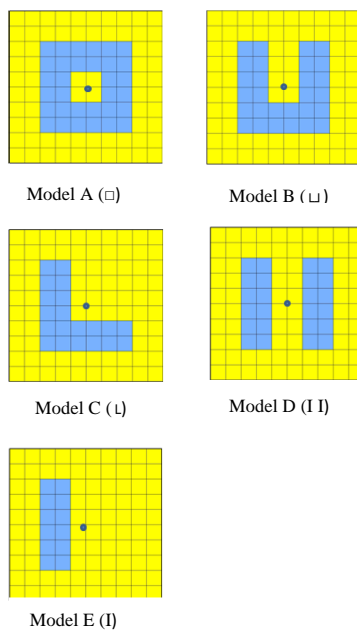 Model A (□)
Model B (⊔)
Model C (L)
Model D (I I)
Model E (I)